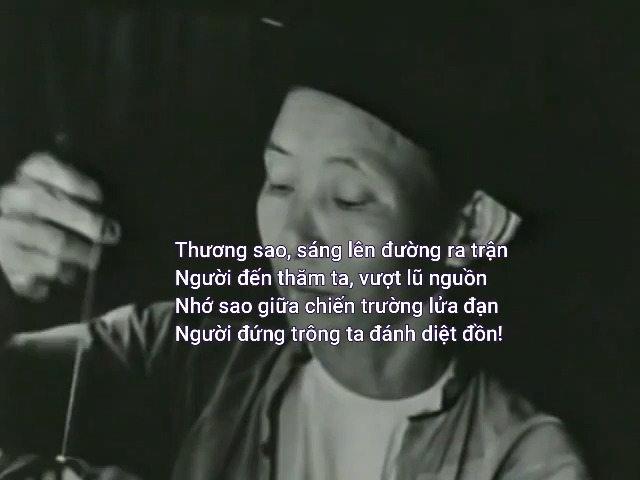 Thương sao, sáng lên đường ra trận
Người đến thăm ta, vượt lũ nguồn
Nhớ sao giữa chiến trường lửa đạn
Người đứng trông ta đánh diệt đồn!